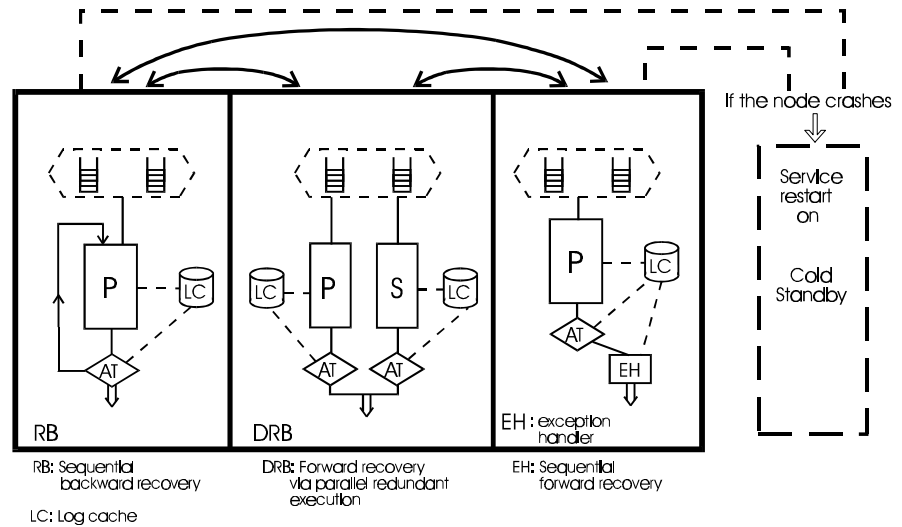 If the node crashes
Service
restart
on
Cold
Standby
P
LC
AT
RB
LC
P
S
LC
AT
AT
DRB
P
LC
AT
EH
EH : exception
handler
RB: Sequential
backward recovery
DRB: Forward recovery
via parallel redundant
execution
EH: Sequential
forward recovery
LC: Log cache